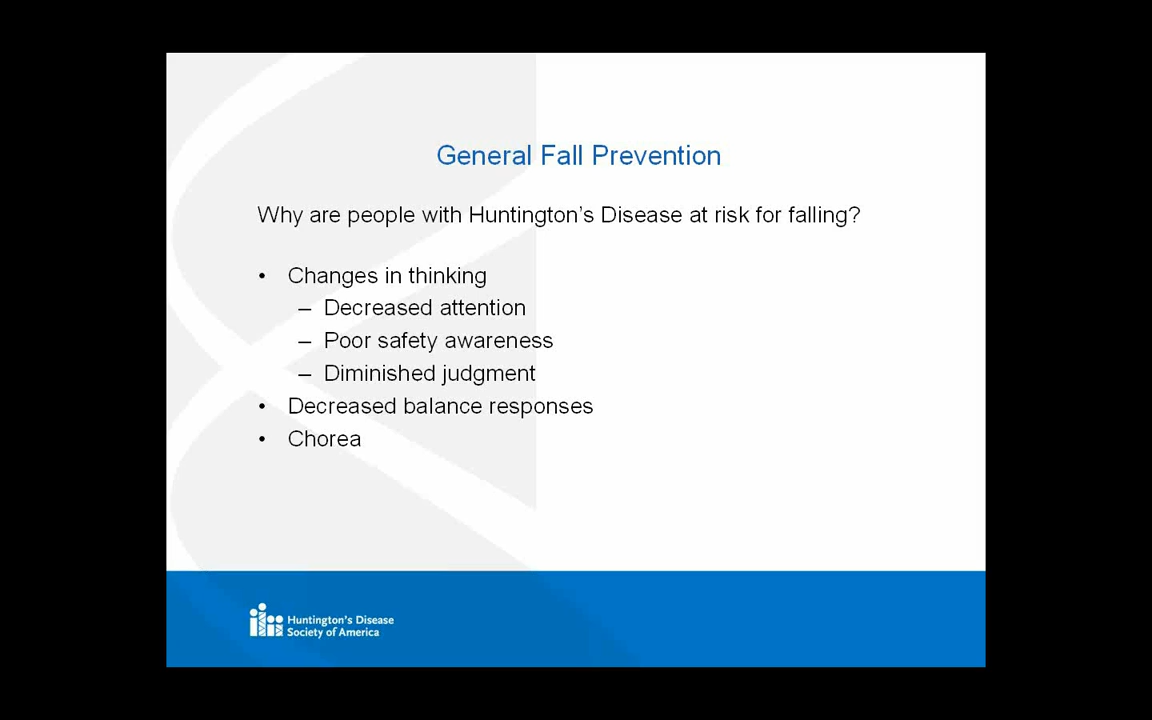 General Fall Prevention
Why are people with Huntington's Disease at risk for falling?
• Changes in thinking
– Decreased attention
– Poor safety awareness
– Diminished judgment
• Decreased balance responses
• Chorea
Huntington's Disease
Society of America